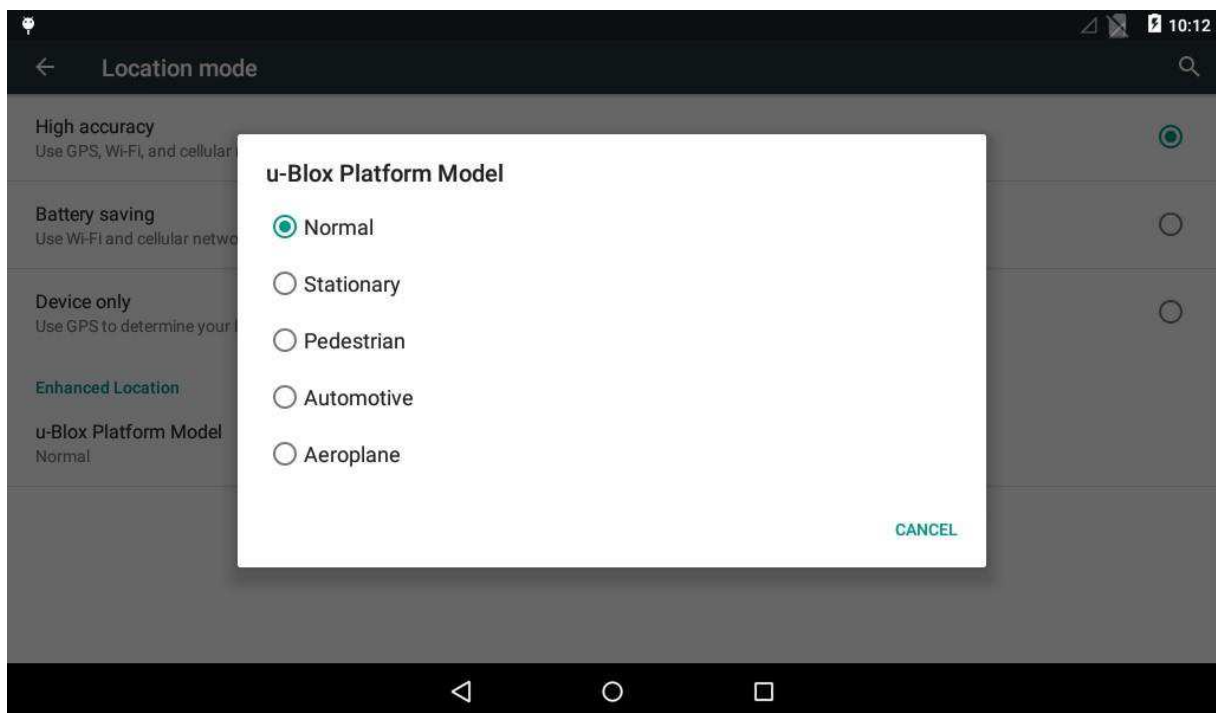 10:12
Location mode
High accuracy
Use GPS, Wi-Fi, and cellular
Battery saving
Use Wi-Fi and cellular netwo
Device only
Use GPS to determine your
Enhanced Location
u-Blox Platform Model
Normal
u-Blox Platform Model
Normal
Stationary
Pedestrian
Automotive
Aeroplane
CANCEL